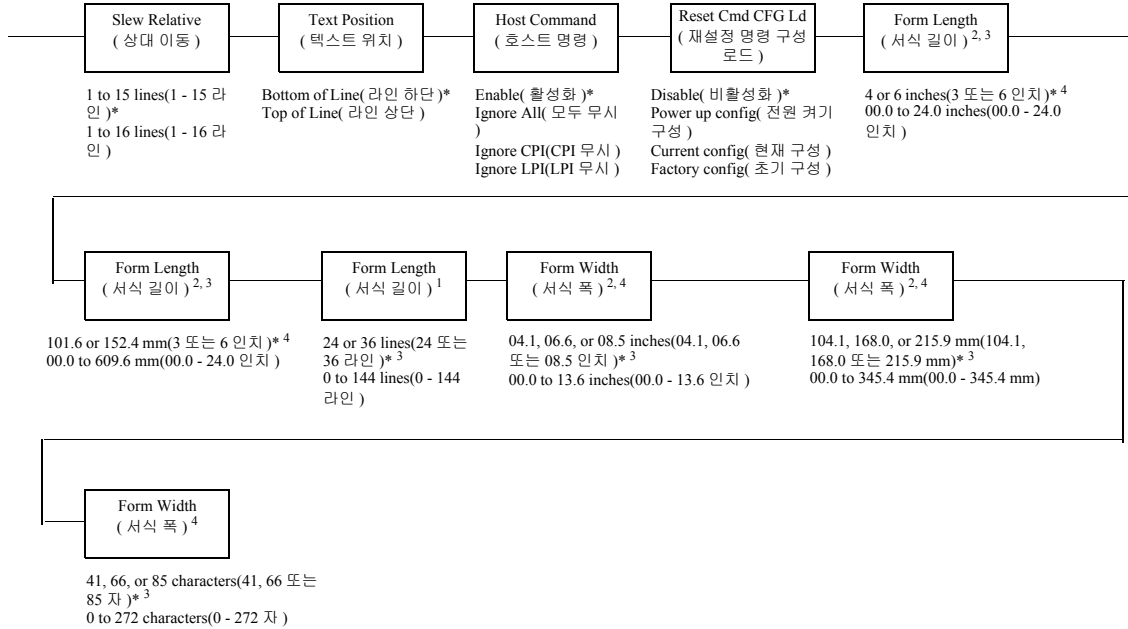 Slew Relative
( 상대 이동 )
1 to 15 lines(1 - 15 라
인 )*
1 to 16 lines(1 - 16 라
인 )
Text Position
( 텍스트 위치 )
Bottom of Line( 라인 하단 )*
Top of Line( 라인 상단 )
Host Command
( 호스트 명령 )
Enable( 활성화 )*
Ignore All( 모두 무시
)
Ignore CPI(CPI 무시 )
Ignore LPI(LPI 무시 )
Reset Cmd CFG Ld
( 재설정 명령 구성
로드 )
Disable( 비활성화 )*
Power up config( 전원 켜기
구성 )
Current config( 현재 구성 )
Factory config( 초기 구성 )
Form Length
( 서식 길이 ) 2, 3
4 or 6 inches(3 또는 6 인치 )* 4
00.0 to 24.0 inches(00.0 - 24.0
인치 )
Form Length
( 서식 길이 ) 2, 3
101.6 or 152.4 mm(3 또는 6 인치 )* 4
00.0 to 609.6 mm(00.0 - 24.0 인치 )
Form Length
( 서식 길이 ) 1
24 or 36 lines(24 또는
36 라인 )* 3
0 to 144 lines(0 - 144
라인 )
Form Width
( 서식 폭 ) 2, 4
04.1, 06.6, or 08.5 inches(04.1, 06.6
또는 08.5 인치 )* 3
00.0 to 13.6 inches(00.0 - 13.6 인치 )
Form Width
( 서식 폭 ) 2, 4
104.1, 168.0, or 215.9 mm(104.1,
168.0 또는 215.9 mm)* 3
00.0 to 345.4 mm(00.0 - 345.4 mm)
Form Width
( 서식 폭 ) 4
41, 66, or 85 characters(41, 66 또는
85 자 )* 3
0 to 272 characters(0 - 272 자 )